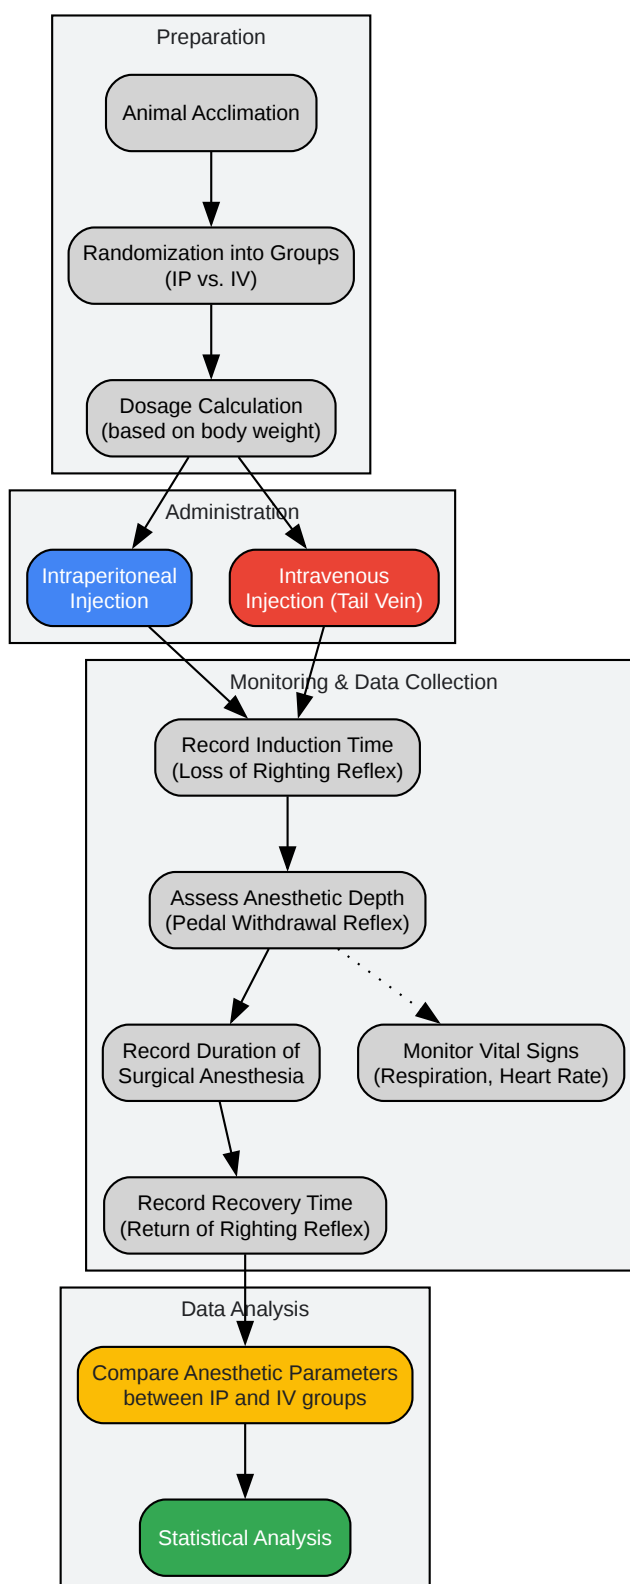 Preparation
Animal Acclimation
Randomization into Groups
(IP vs. IV)
Dosage Calculation
(based on body weight)
Administration
Intraperitoneal
Injection
Intravenous
Injection (Tail Vein)
Monitoring & Data Collection
Record Induction Time
(Loss of Righting Reflex)
Assess Anesthetic Depth
(Pedal Withdrawal Reflex)
Record Duration of
Surgical Anesthesia
Monitor Vital Signs
(Respiration, Heart Rate)
Record Recovery Time
(Return of Righting Reflex)
Data Analysis
Compare Anesthetic Parameters
between IP and IV groups
Statistical Analysis